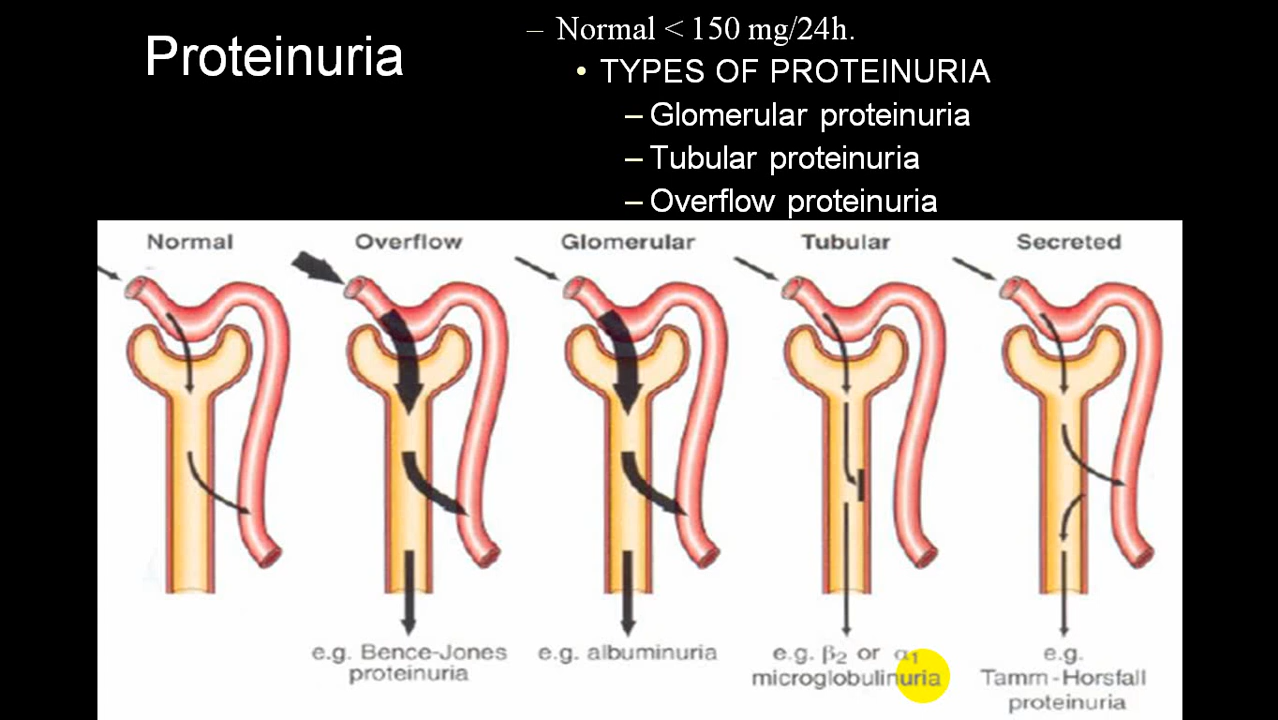 Proteinuria
– Normal < 150 mg/24h.
• TYPES OF PROTEINURIA
– Glomerular proteinuria
– Tubular proteinuria
– Overflow proteinuria
Normal Overflow Glomerular Tubular Secreted
e.g. Bence-Jones
proteinuria
e.g. albuminuria
e.g. β₂ or α₁
microglobulinuria
e.g.
Tamm-Horsfall
proteinuria